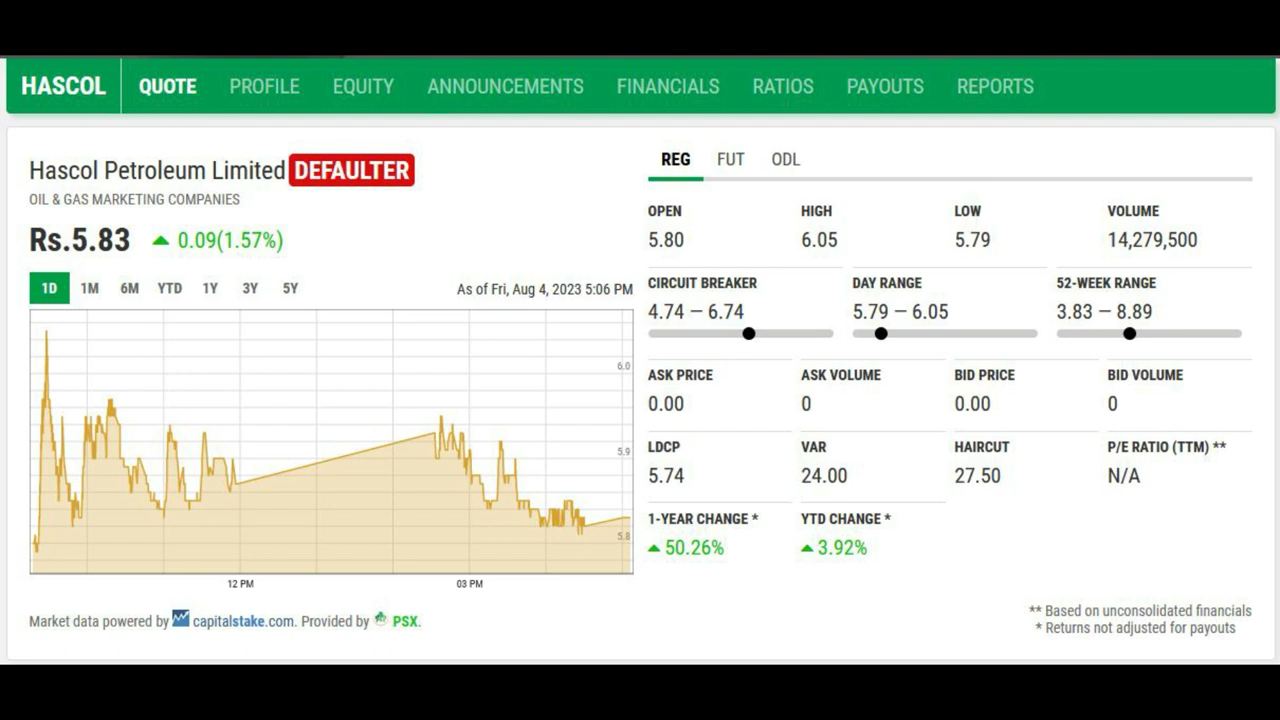 HASCOL QUOTE PROFILE EQUITY ANNOUNCEMENTS FINANCIALS RATIOS PAYOUTS REPORTS
Hascol Petroleum Limited DEFAULTER
OIL & GAS MARKETING COMPANIES
Rs.5.83 0.09(1.57%)
1D 1M 6M YTD 1Y 3Y 5Y
As of Fri, Aug 4, 2023 5:06 PM
6.0
5.9
5.8
12 PM 03 PM
Market data powered by capitalstake.com. Provided by PSX.
REG FUT ODL
OPEN HIGH LOW VOLUME
5.80 6.05 5.79 14,279,500
CIRCUIT BREAKER DAY RANGE 52-WEEK RANGE
4.74 — 6.74 5.79 — 6.05 3.83 — 8.89
ASK PRICE ASK VOLUME BID PRICE BID VOLUME
0.00 0 0.00 0
LDCP VAR HAIRCUT P/E RATIO (TTM) **
5.74 24.00 27.50 N/A
1-YEAR CHANGE * YTD CHANGE *
50.26% 3.92%
** Based on unconsolidated financials
* Returns not adjusted for payouts